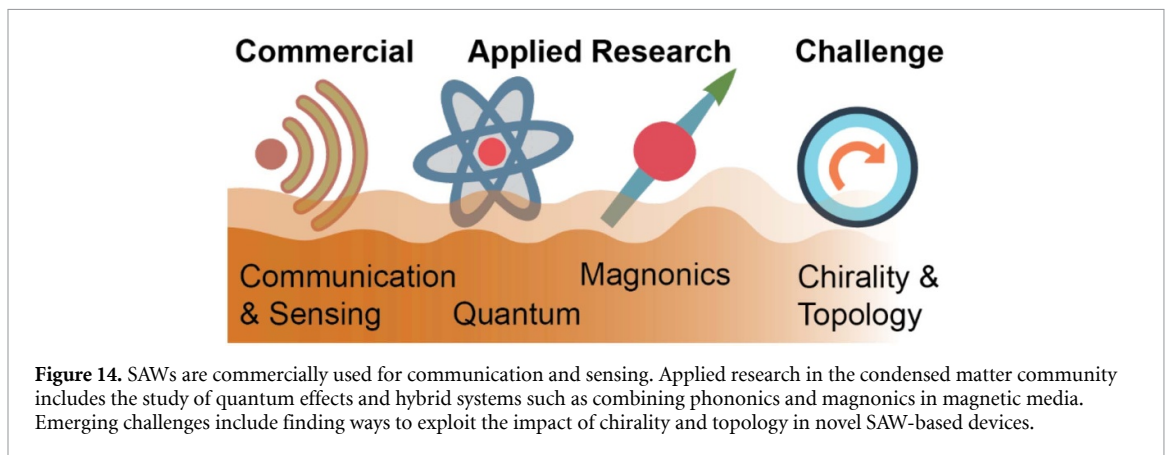 Commercial Applied Research Challenge
Communication
& Sensing
Quantum
Magnonics
Chirality &
Topology
Figure 14. SAWs are commercially used for communication and sensing. Applied research in the condensed matter community
includes the study of quantum effects and hybrid systems such as combining phononics and magnonics in magnetic media.
Emerging challenges include finding ways to exploit the impact of chirality and topology in novel SAW-based devices.